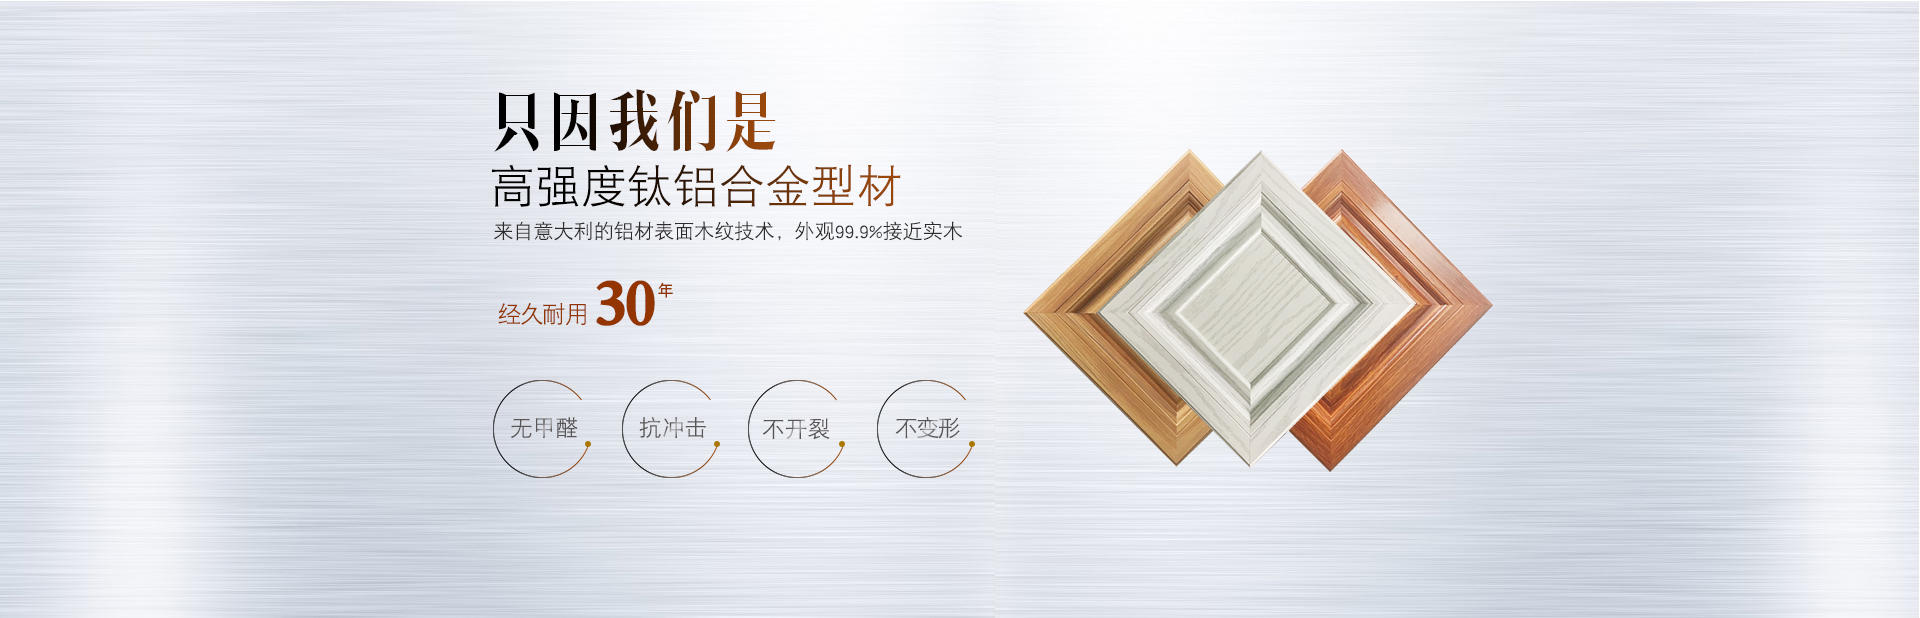 只因我们是
高强度钛铝合金型材
来自意大利的铝材表面木纹技术，外观99.9%接近实木
经久耐用30年
无甲醛
抗冲击
不开裂
不变形